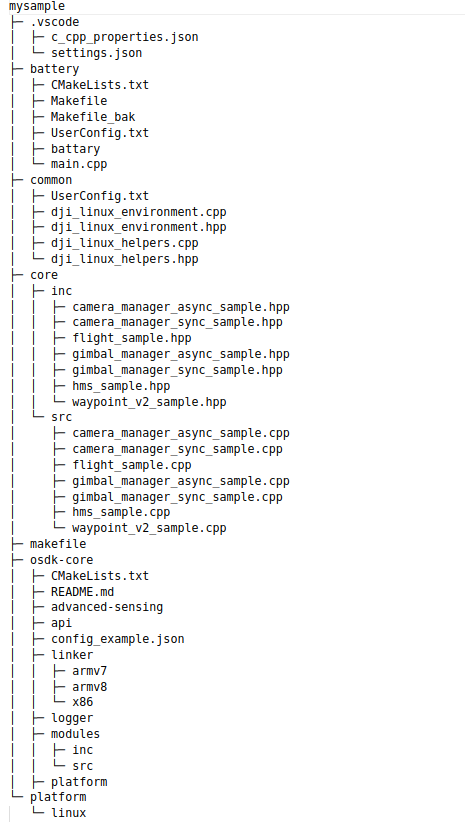 mysample
├─ .vscode
│  ├─ c_cpp_properties.json
│  └─ settings.json
├─ battery
│  ├─ CMakeLists.txt
│  ├─ Makefile
│  ├─ Makefile_bak
│  ├─ UserConfig.txt
│  ├─ battary
│  └─ main.cpp
├─ common
│  ├─ UserConfig.txt
│  ├─ dji_linux_environment.cpp
│  ├─ dji_linux_environment.hpp
│  ├─ dji_linux_helpers.cpp
│  └─ dji_linux_helpers.hpp
├─ core
│  ├─ inc
│  │  ├─ camera_manager_async_sample.hpp
│  │  ├─ camera_manager_sync_sample.hpp
│  │  ├─ flight_sample.hpp
│  │  ├─ gimbal_manager_async_sample.hpp
│  │  ├─ gimbal_manager_sync_sample.hpp
│  │  ├─ hms_sample.hpp
│  │  └─ waypoint_v2_sample.hpp
│  └─ src
│     ├─ camera_manager_async_sample.cpp
│     ├─ camera_manager_sync_sample.cpp
│     ├─ flight_sample.cpp
│     ├─ gimbal_manager_async_sample.cpp
│     ├─ gimbal_manager_sync_sample.cpp
│     ├─ hms_sample.cpp
│     └─ waypoint_v2_sample.cpp
├─ makefile
├─ osdk-core
│  ├─ CMakeLists.txt
│  ├─ README.md
│  ├─ advanced-sensing
│  ├─ api
│  ├─ config_example.json
│  ├─ linker
│  │  ├─ armv7
│  │  ├─ armv8
│  │  └─ x86
│  ├─ logger
│  ├─ modules
│  │  ├─ inc
│  │  └─ src
│  ├─ platform
└─ platform
   └─ linux